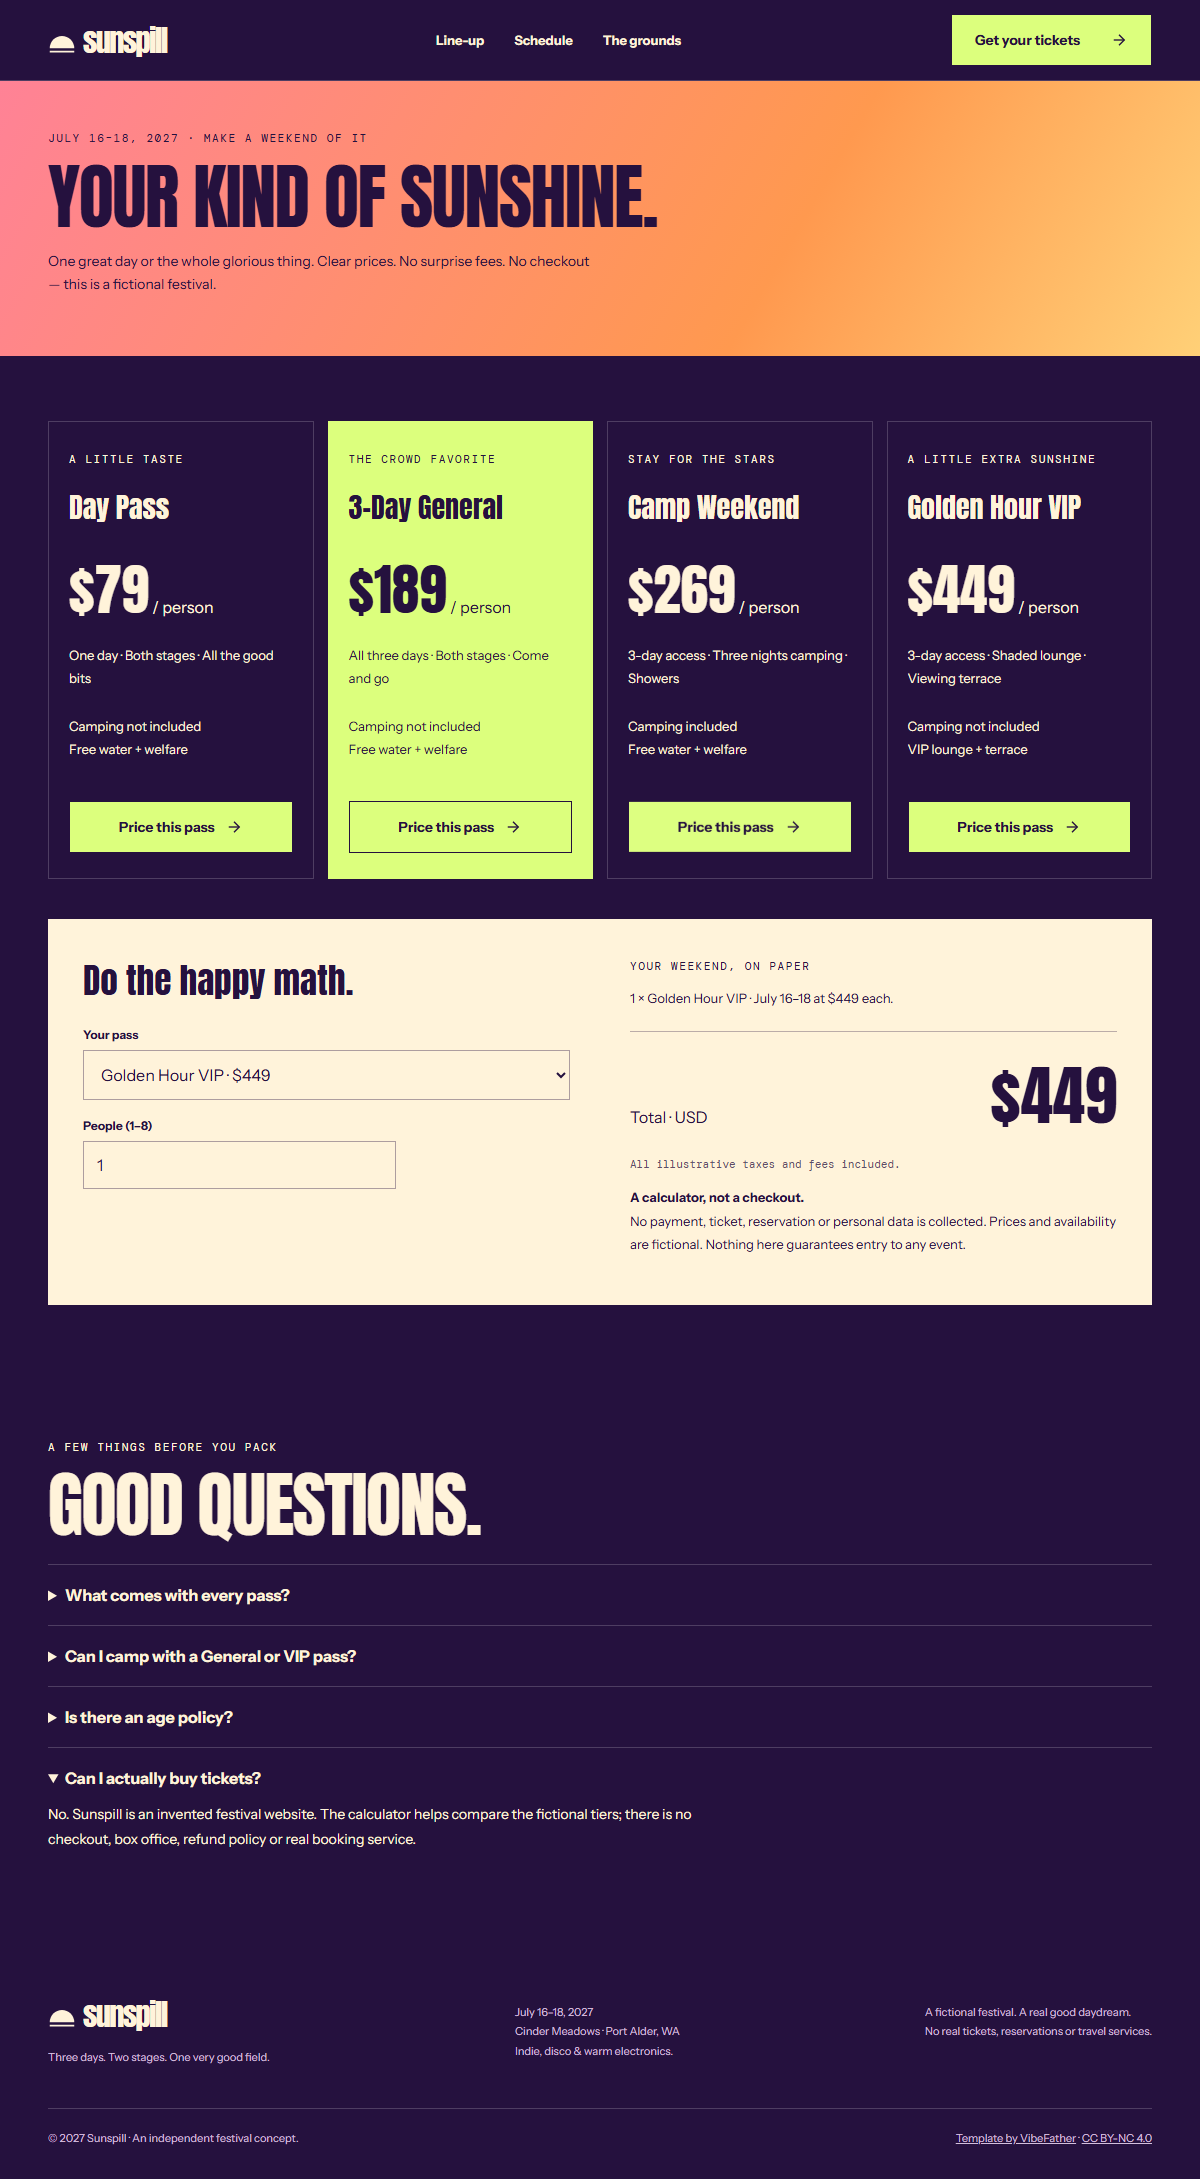 sunspill
Line-up
Schedule
The grounds
Get your tickets →
JULY 16–18, 2027 · MAKE A WEEKEND OF IT
YOUR KIND OF SUNSHINE.
One great day or the whole glorious thing. Clear prices. No surprise fees. No checkout
— this is a fictional festival.
A LITTLE TASTE
Day Pass
$79 / person
One day · Both stages · All the good
bits
Camping not included
Free water + welfare
Price this pass →
THE CROWD FAVORITE
3-Day General
$189 / person
All three days · Both stages · Come
and go
Camping not included
Free water + welfare
Price this pass →
STAY FOR THE STARS
Camp Weekend
$269 / person
3-day access · Three nights camping ·
Showers
Camping included
Free water + welfare
Price this pass →
A LITTLE EXTRA SUNSHINE
Golden Hour VIP
$449 / person
3-day access · Shaded lounge ·
Viewing terrace
Camping not included
VIP lounge + terrace
Price this pass →
Do the happy math.
Your pass
Golden Hour VIP · $449
People (1–8)
1
YOUR WEEKEND, ON PAPER
1 × Golden Hour VIP · July 16–18 at $449 each.
Total · USD
$449
All illustrative taxes and fees included.
A calculator, not a checkout.
No payment, ticket, reservation or personal data is collected. Prices and availability
are fictional. Nothing here guarantees entry to any event.
A FEW THINGS BEFORE YOU PACK
GOOD QUESTIONS.
What comes with every pass?
Can I camp with a General or VIP pass?
Is there an age policy?
Can I actually buy tickets?
No. Sunspill is an invented festival website. The calculator helps compare the fictional tiers; there is no
checkout, box office, refund policy or real booking service.
sunspill
Three days. Two stages. One very good field.
July 16–18, 2027
Cinder Meadows · Port Alder, WA
Indie, disco & warm electronics.
A fictional festival. A real good daydream.
No real tickets, reservations or travel services.
© 2027 Sunspill · An independent festival concept.
Template by VibeFather · CC BY-NC 4.0